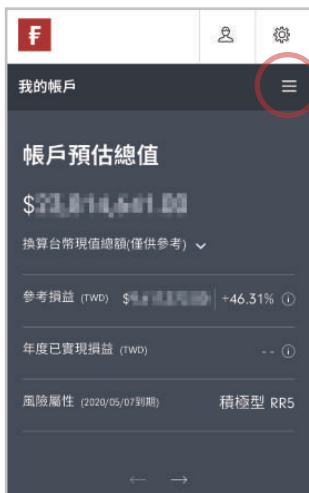 我的帳戶
帳戶預估總值
$
換算台幣現值總額(僅供參考)
參考損益 (TWD) $ +46.31%
年度已實現損益 (TWD) --
風險屬性 (2020/05/07到期) 積極型 RR5